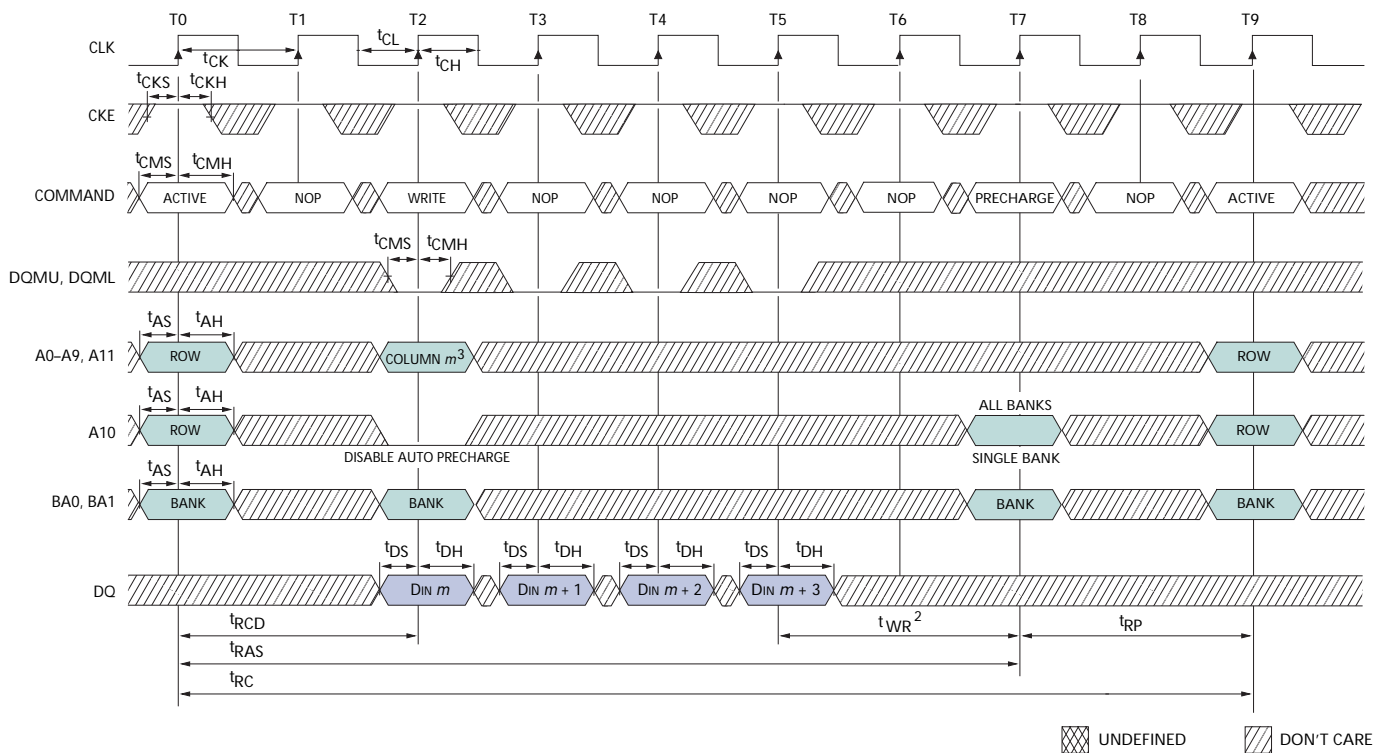 T0 T1 T2 T3 T4 T5 T6 T7 T8 T9
CLK
tCK tCL tCH
tCKS tCKH
CKE
tCMS tCMH
COMMAND ACTIVE NOP WRITE NOP NOP NOP NOP PRECHARGE NOP ACTIVE
tCMS tCMH
DQMU, DQML
tAS tAH
A0–A9, A11 ROW COLUMN m³ ROW
tAS tAH ALL BANKS
A10 ROW ROW
DISABLE AUTO PRECHARGE SINGLE BANK
tAS tAH
BA0, BA1 BANK BANK BANK BANK
tDS tDH tDS tDH tDS tDH tDS tDH
DQ DIN m DIN m + 1 DIN m + 2 DIN m + 3
tRCD tWR² tRP
tRAS
tRC
UNDEFINED DON'T CARE